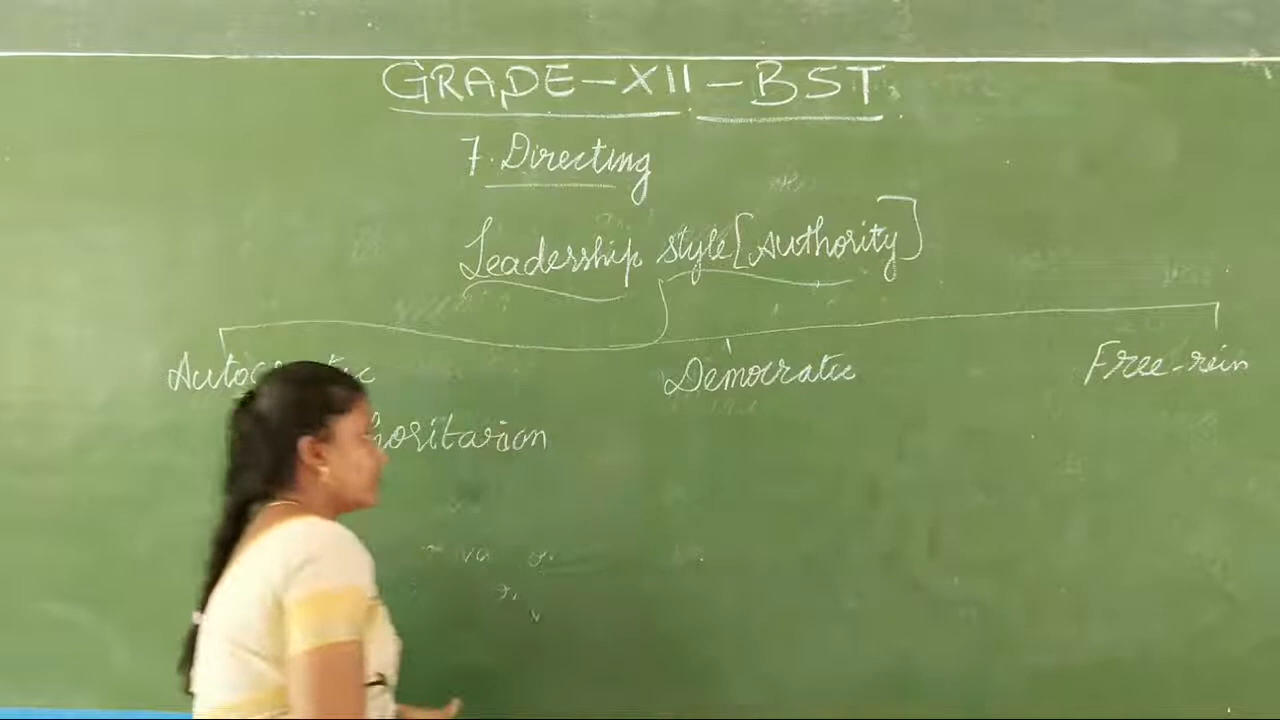 GRADE-XII-BST
7. Directing
Leadership style [Authority]
Democratic Free-rein